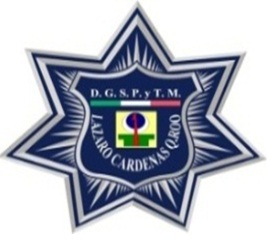 D. G. S. P. y T. M.
LAZARO CARDENAS Q. ROO